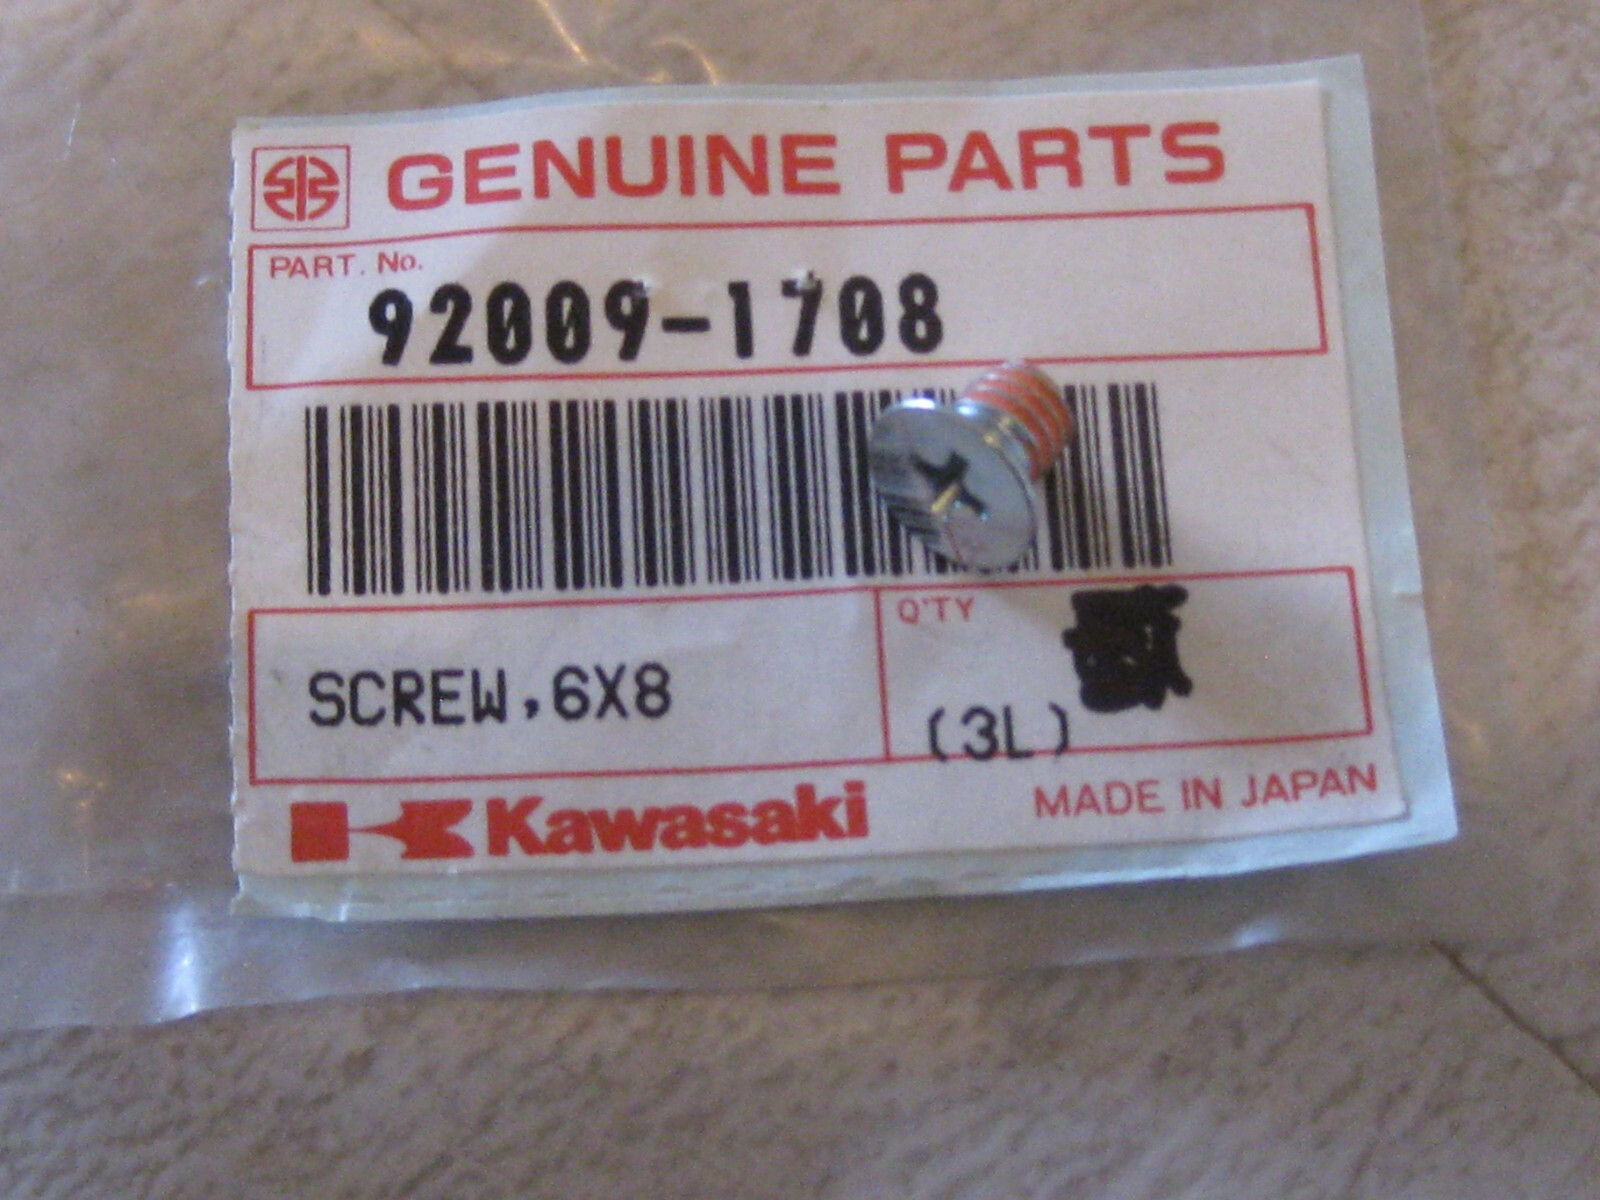 GENUINE PARTS
PART. No.
92009-1708
SCREW,6X8
Q'TY
(3L)
Kawasaki
MADE IN JAPAN